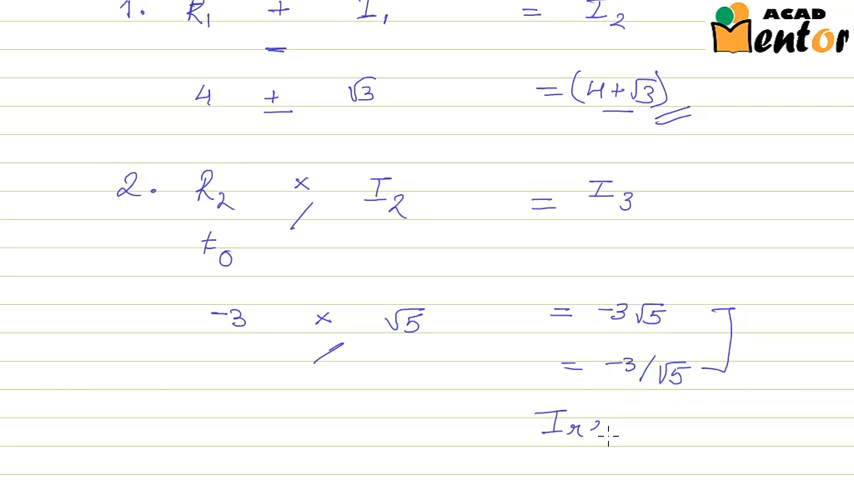 1. R₁ + I₁ = I₂
ACAD
Mentor
4 + √3 = (4+√3)
2. R₂ × I₂ = I₃
≠0
-3 × √5 = -3√5
= -3/√5